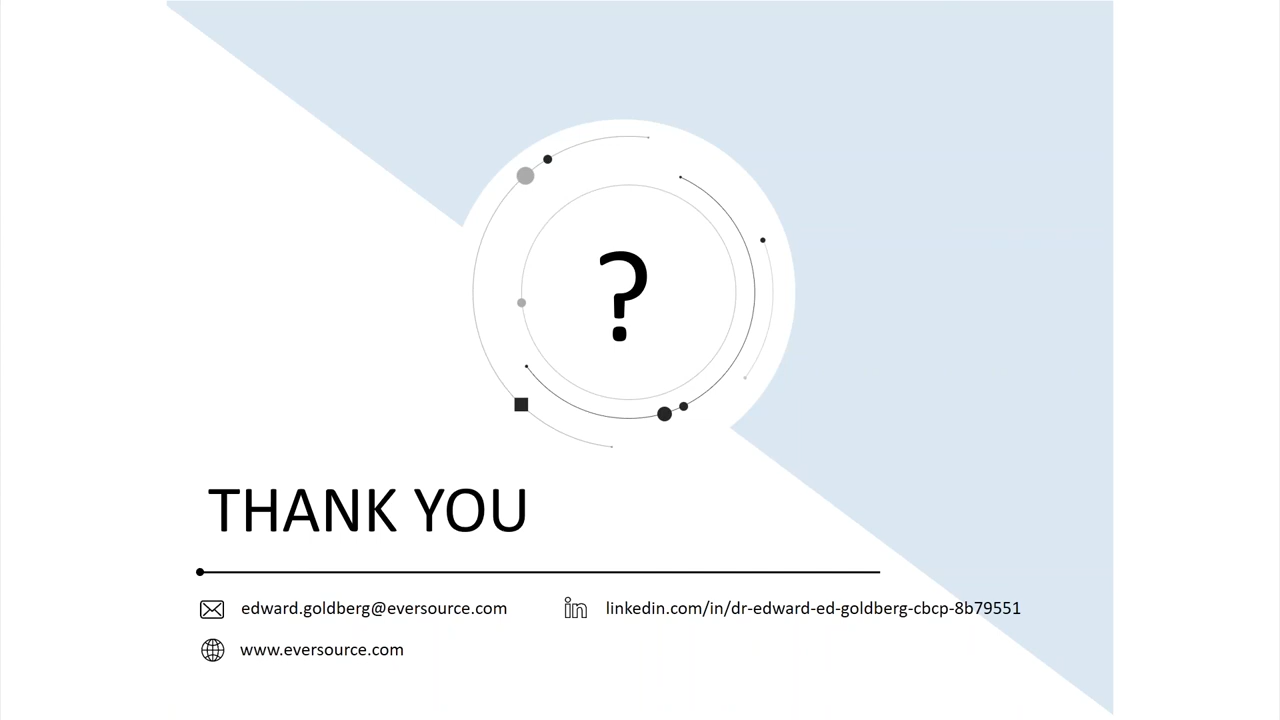 ?
THANK YOU
edward.goldberg@eversource.com
linkedin.com/in/dr-edward-ed-goldberg-cbcp-8b79551
www.eversource.com